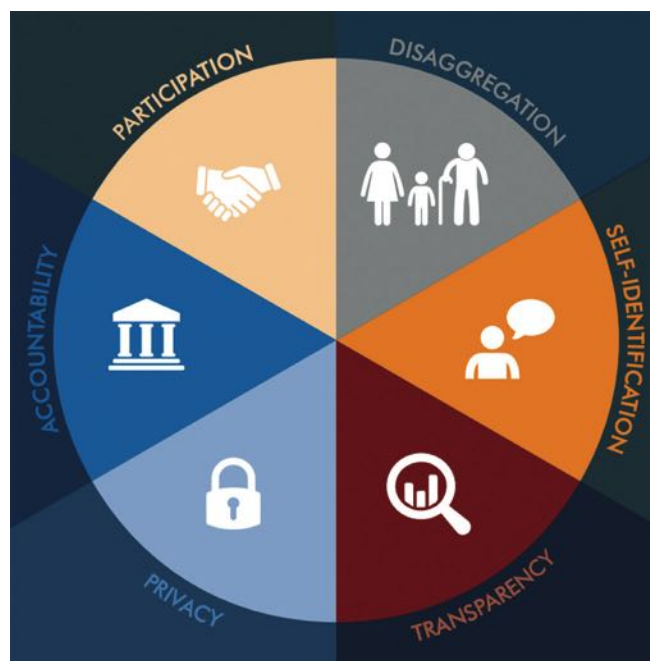 PARTICIPATION
DISAGGREGATION
SELF-IDENTIFICATION
TRANSPARENCY
PRIVACY
ACCOUNTABILITY